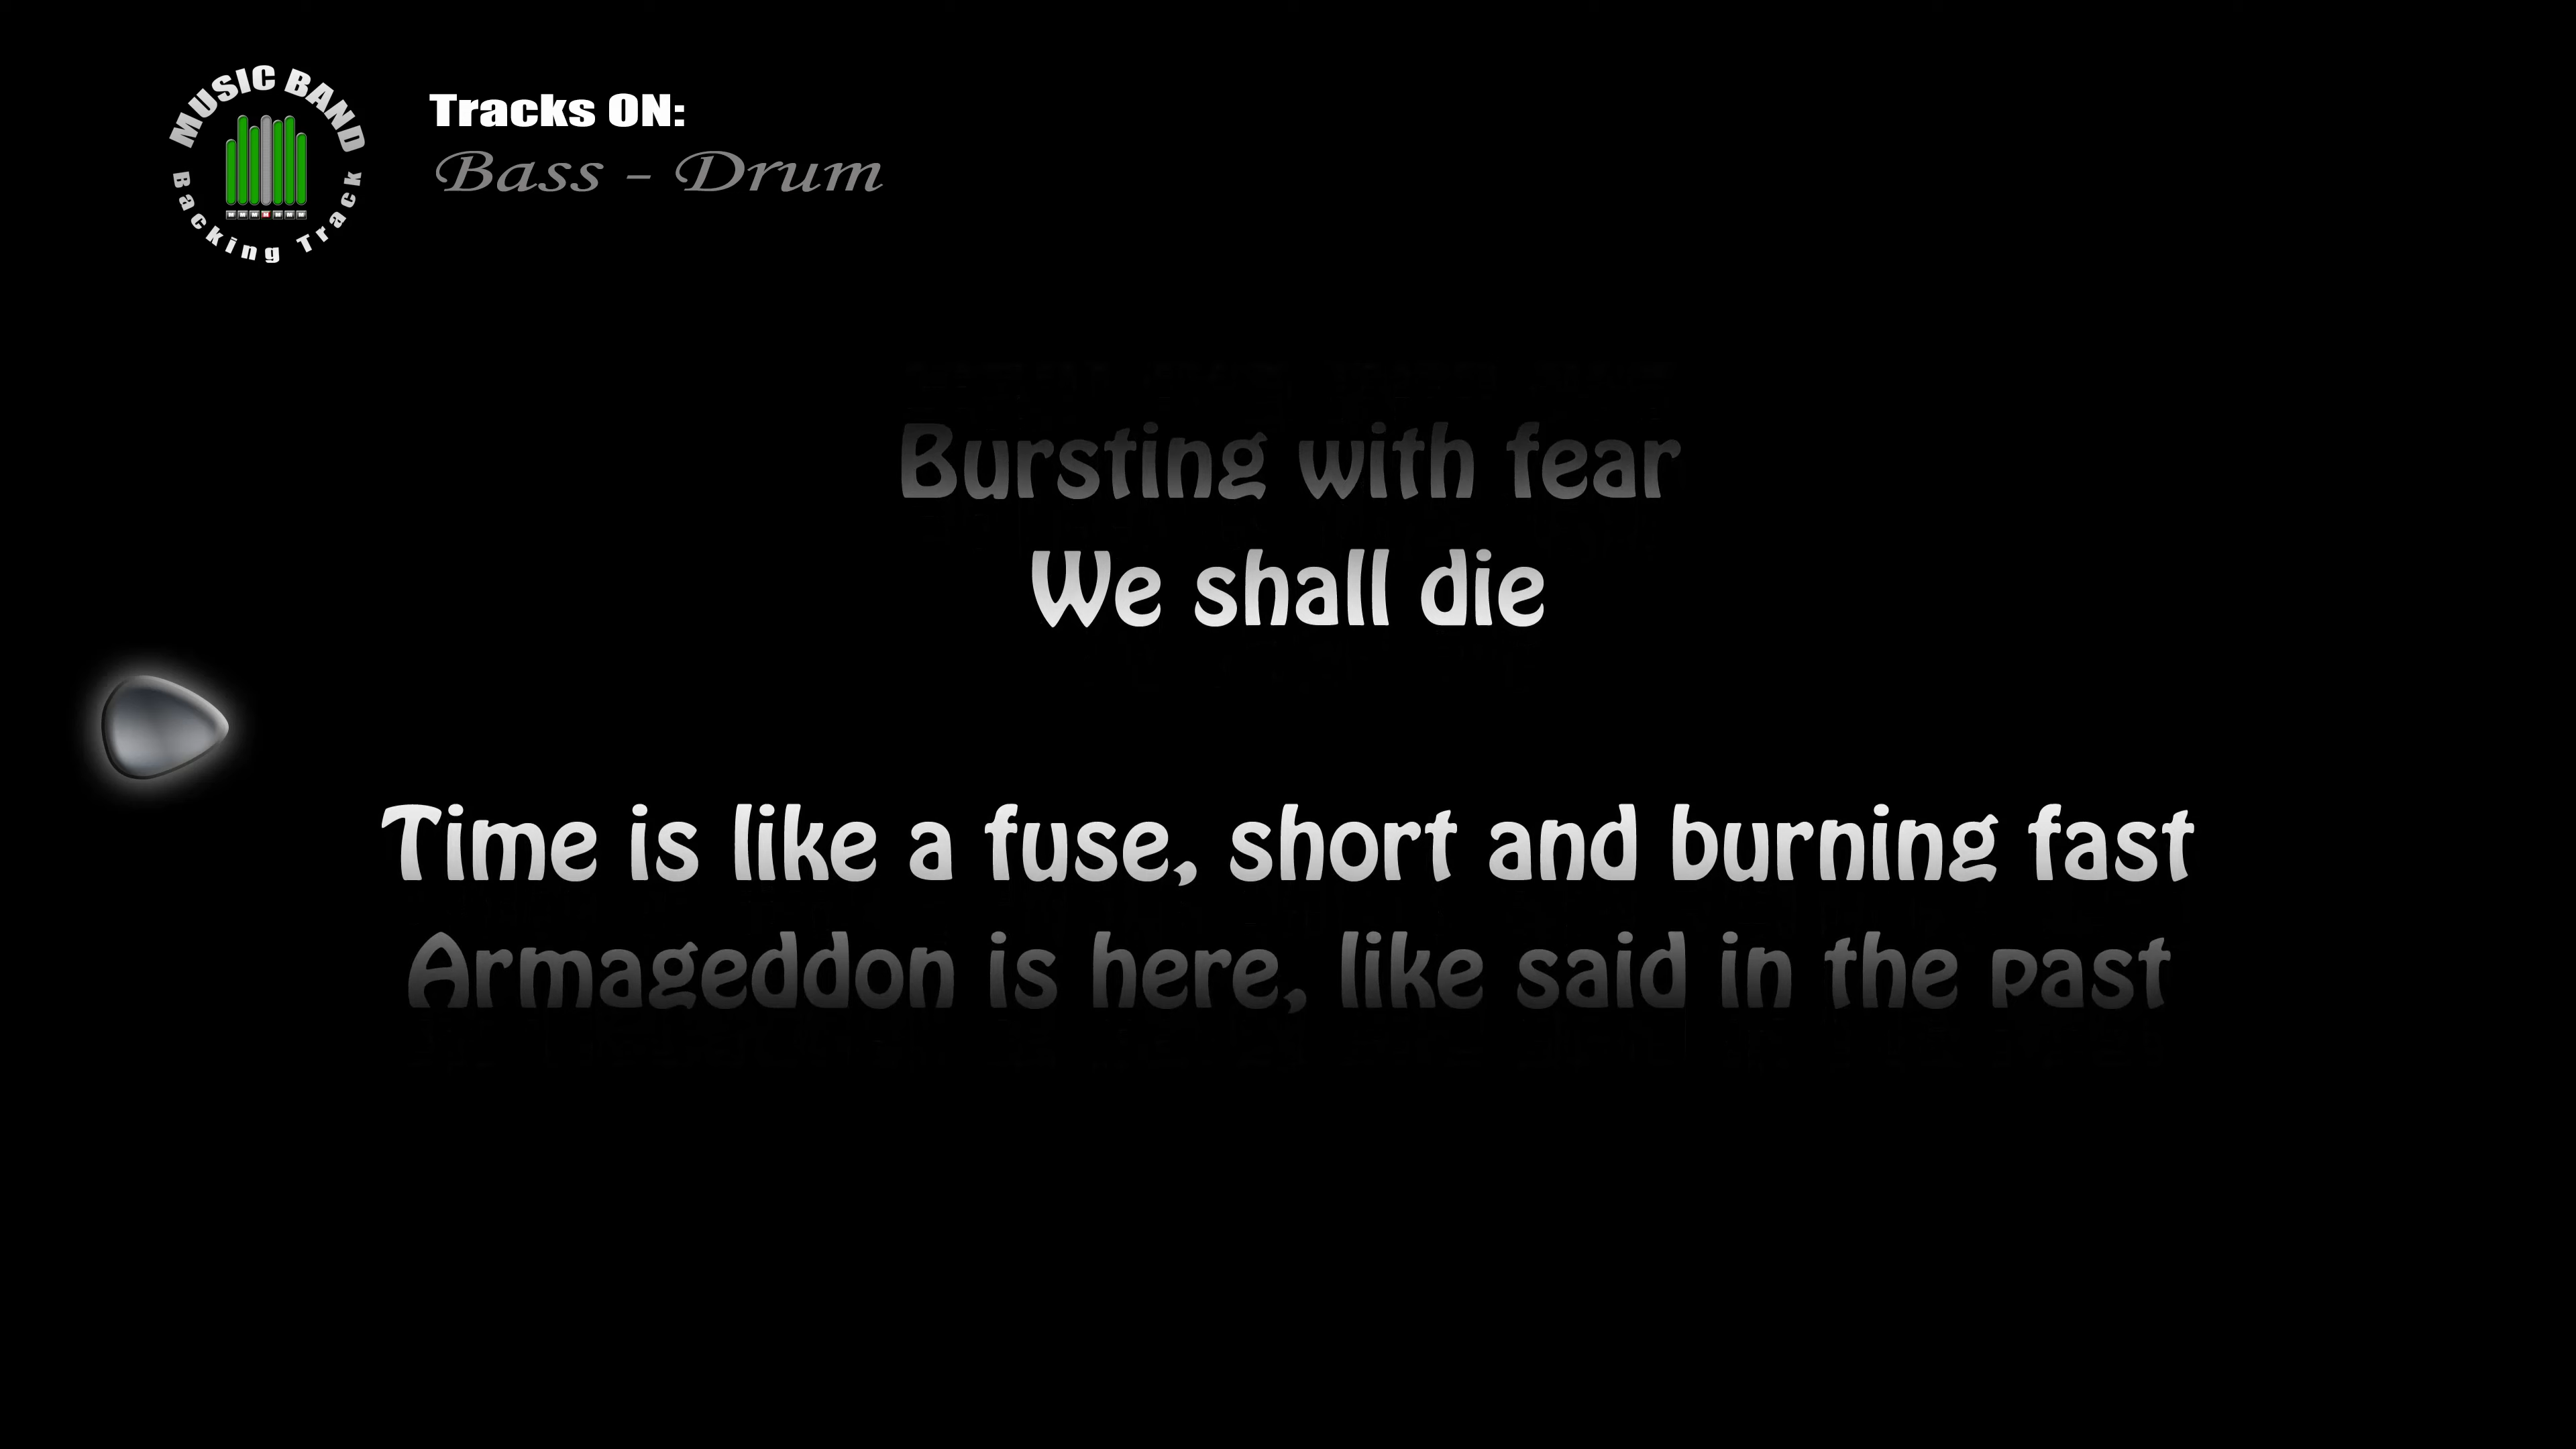 MUSIC BAND
Backing Track
Tracks ON:
Bass - Drum
Bursting with fear
We shall die
Time is like a fuse, short and burning fast
Armageddon is here, like said in the past